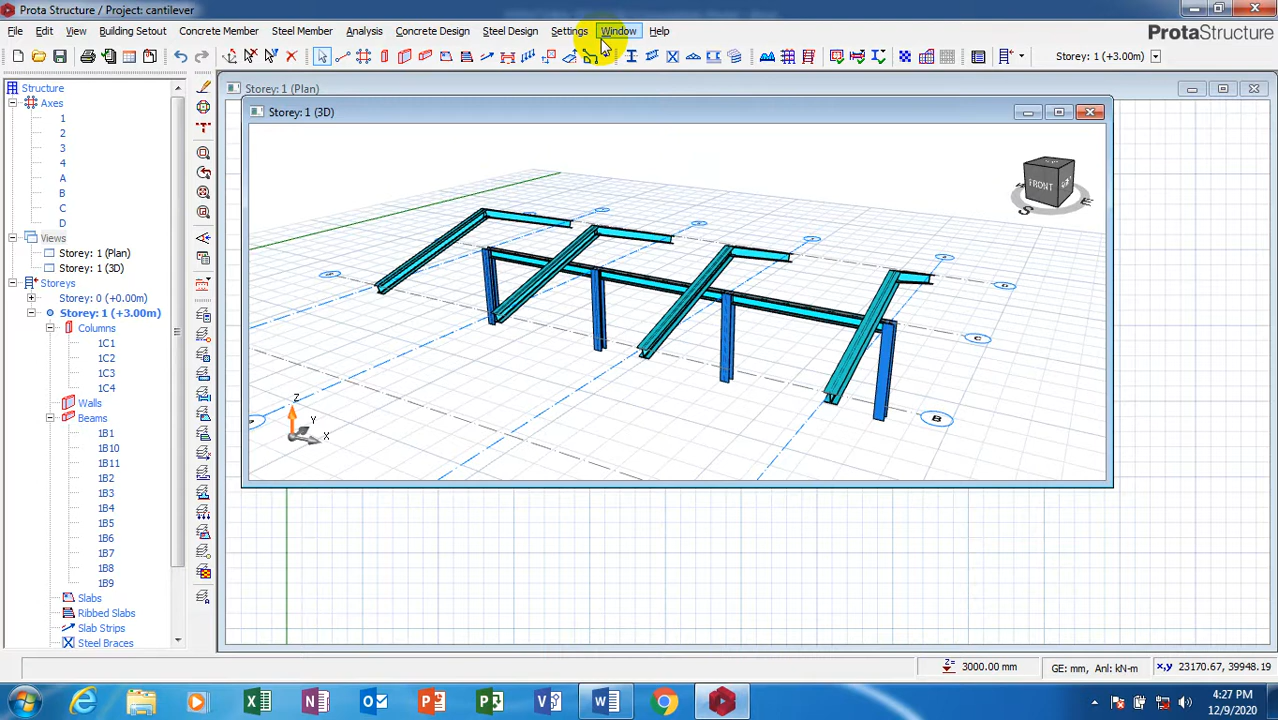 Prota Structure / Project: cantilever
File Edit View Building Setout Concrete Member Steel Member Analysis Concrete Design Steel Design Settings Window Help
ProtaStructure
Storey: 1 (+3.00m)
Structure
Axes
1
2
3
4
A
B
C
D
Views
Storey: 1 (Plan)
Storey: 1 (3D)
Storeys
Storey: 0 (+0.00m)
Storey: 1 (+3.00m)
Columns
1C1
1C2
1C3
1C4
Walls
Beams
1B1
1B10
1B11
1B2
1B3
1B4
1B5
1B6
1B7
1B8
1B9
Slabs
Ribbed Slabs
Slab Strips
Steel Braces
Storey: 1 (Plan)
Storey: 1 (3D)
FRONT
S
E
C
B
Z
Y
X
Z= 3000.00 mm
GE: mm, Anl: kN-m
x,y 23170.67, 39948.19
4:27 PM
12/9/2020